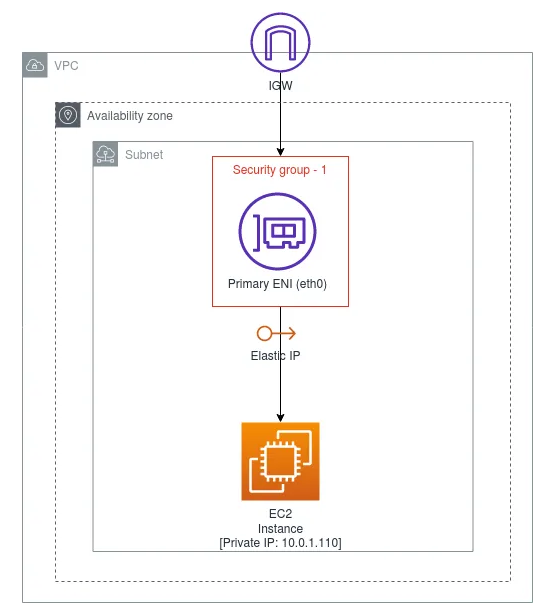 IGW
VPC
Availability zone
Subnet
Security group - 1
Primary ENI (eth0)
Elastic IP
EC2
Instance
[Private IP: 10.0.1.110]